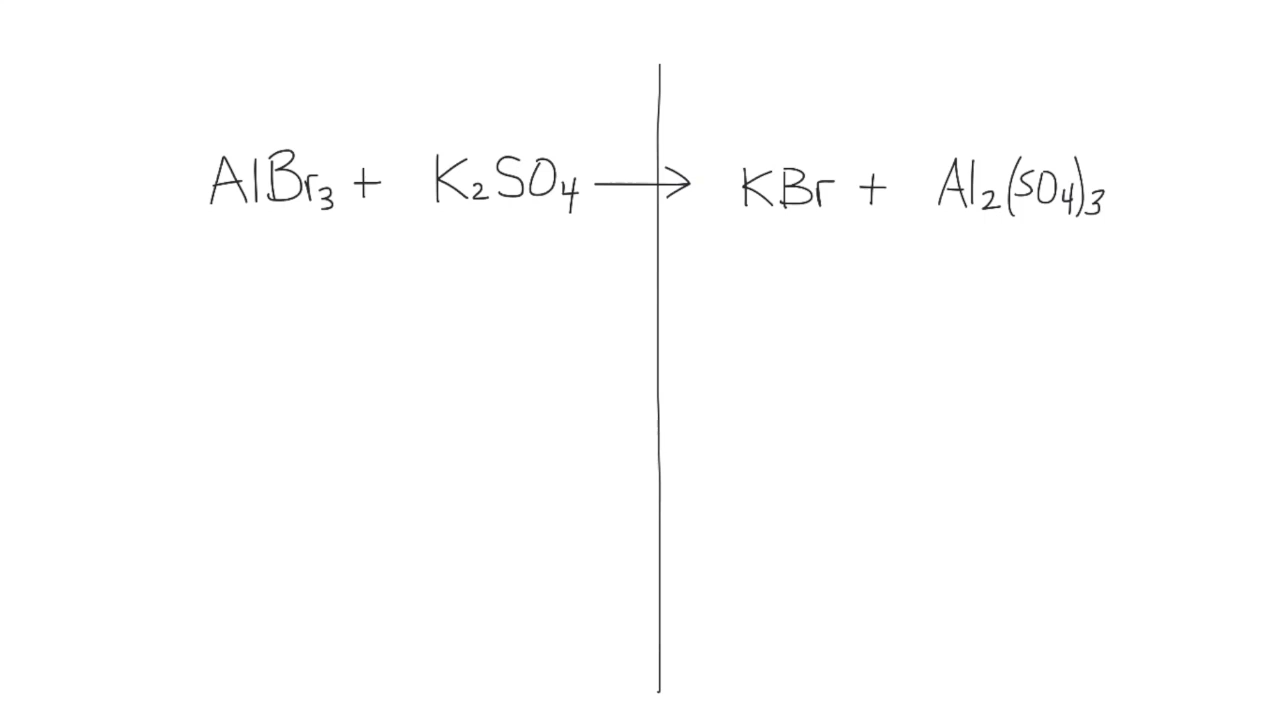 AlBr₃ + K₂SO₄ → KBr + Al₂(SO₄)₃